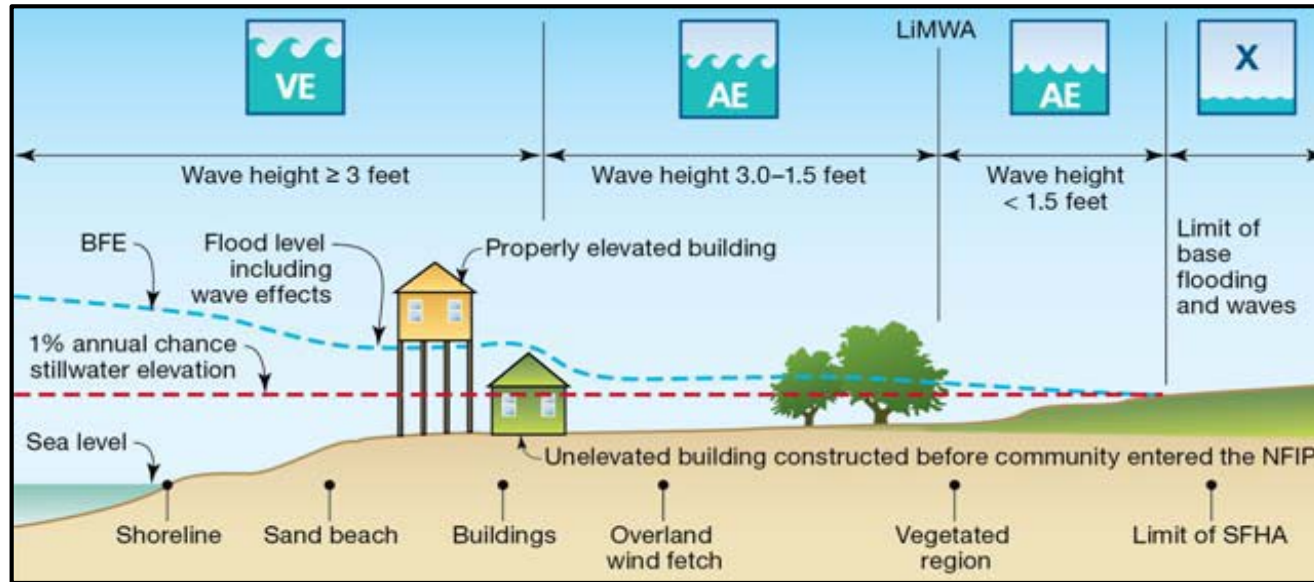 VE
AE
LiMWA
AE
X
Wave height ≥ 3 feet
Wave height 3.0–1.5 feet
Wave height
< 1.5 feet
Limit of
base
flooding
and waves
BFE
Flood level
including
wave effects
Properly elevated building
1% annual chance
stillwater elevation
Sea level
Unelevated building constructed before community entered the NFIP
Shoreline
Sand beach
Buildings
Overland
wind fetch
Vegetated
region
Limit of SFHA